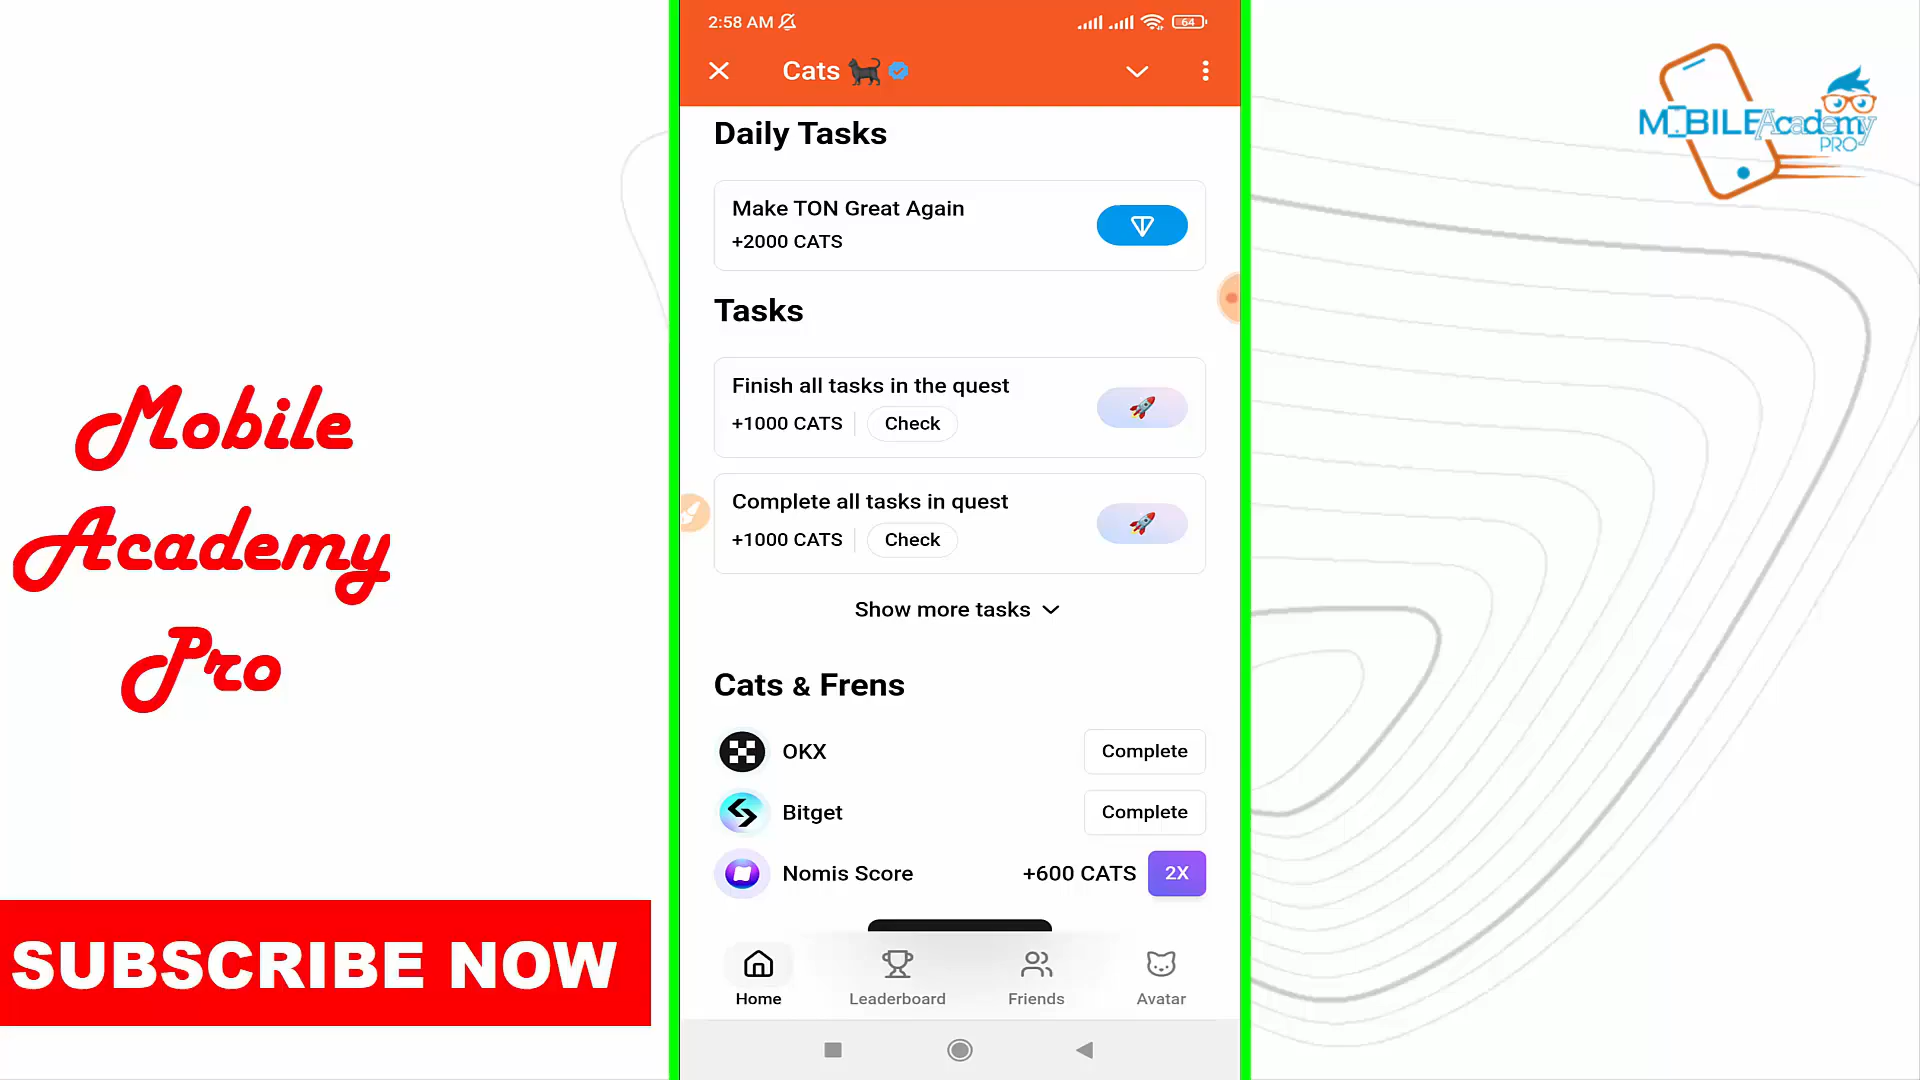 2:58 AM
64
Cats
Daily Tasks
Make TON Great Again
+2000 CATS
Tasks
Finish all tasks in the quest
+1000 CATS
Check
Complete all tasks in quest
+1000 CATS
Check
Show more tasks
Cats & Frens
OKX
Complete
Bitget
Complete
Nomis Score
+600 CATS
2X
Home
Leaderboard
Friends
Avatar
Mobile
Academy
Pro
SUBSCRIBE NOW
MOBILE Academy
PRO